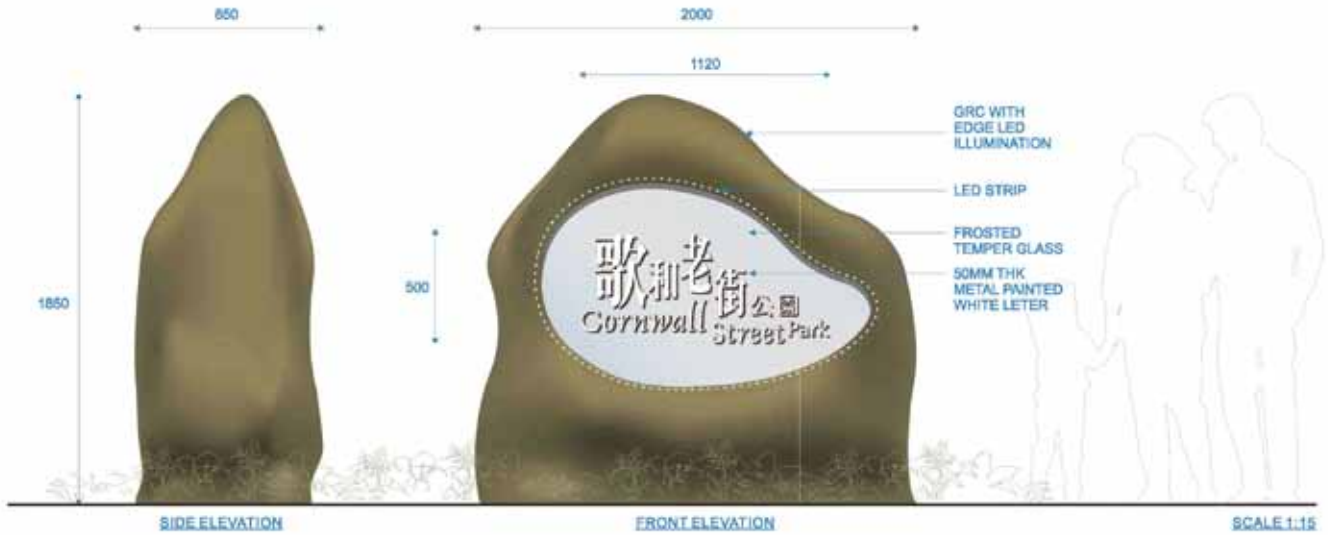 850
2000
1120
GRC WITH
EDGE LED
ILLUMINATION
LED STRIP
FROSTED
TEMPER GLASS
50MM THK
METAL PAINTED
WHITE LETER
1850
500
歌和老街公園
Cornwall Street Park
SIDE ELEVATION
FRONT ELEVATION
SCALE 1:15